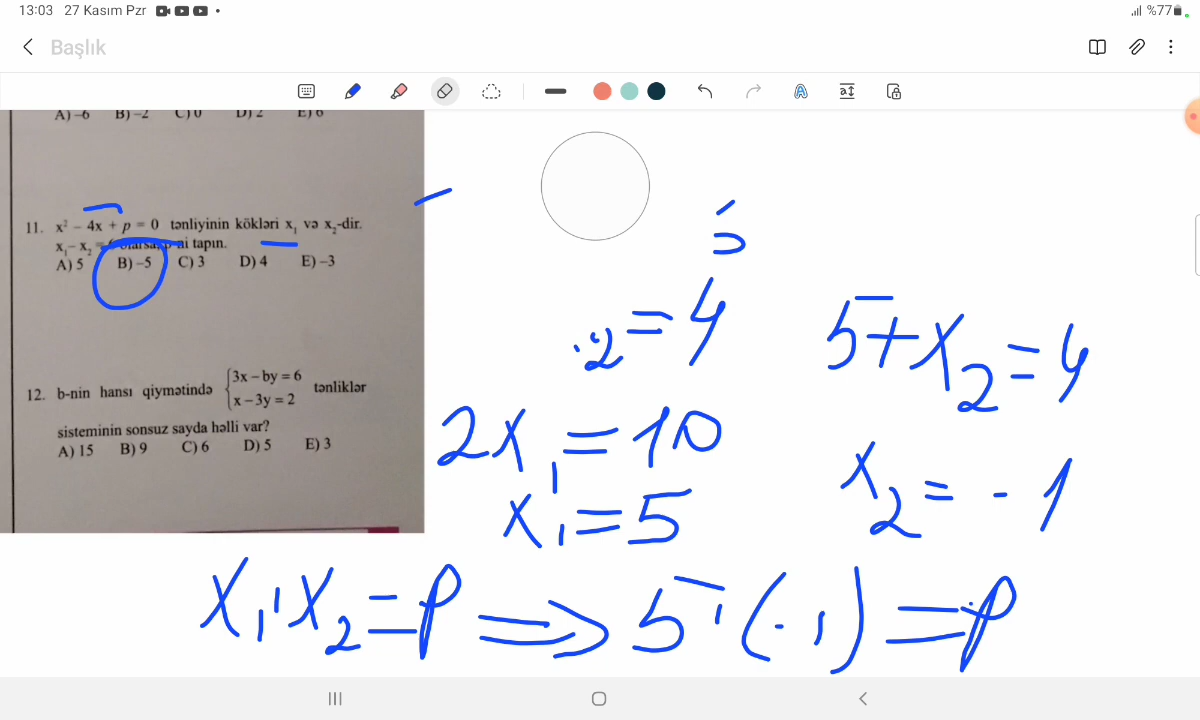 13:03 27 Kasım Pzr • %77
Başlık
A) –6 B) –2 C) 0 D) 2 E) 6
11. x² – 4x + p = 0 tənliyinin kökləri x₁ və x₂-dir.
x₁– x₂ = olarsa, p-ni tapın.
A) 5 B) –5 C) 3 D) 4 E) –3
12. b-nin hansı qiymətində {3x – by = 6 x – 3y = 2 tənliklər
sisteminin sonsuz sayda həlli var?
A) 15 B) 9 C) 6 D) 5 E) 3
2 = 4
2x₁ = 10
x₁ = 5
5 + x₂ = 4
x₂ = - 1
x₁ · x₂ = p ⇒ 5 · (-1) = p